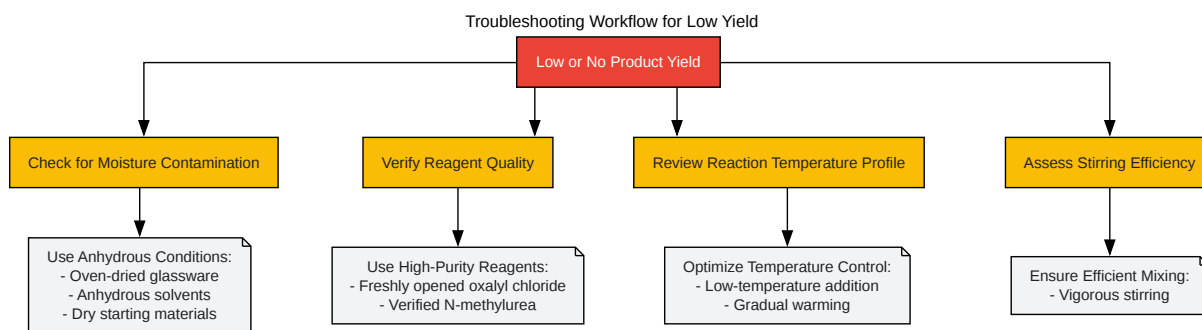 Troubleshooting Workflow for Low Yield
Low or No Product Yield
Check for Moisture Contamination
Verify Reagent Quality
Review Reaction Temperature Profile
Assess Stirring Efficiency
Use Anhydrous Conditions:
- Oven-dried glassware
- Anhydrous solvents
- Dry starting materials
Use High-Purity Reagents:
- Freshly opened oxalyl chloride
- Verified N-methylurea
Optimize Temperature Control:
- Low-temperature addition
- Gradual warming
Ensure Efficient Mixing:
- Vigorous stirring